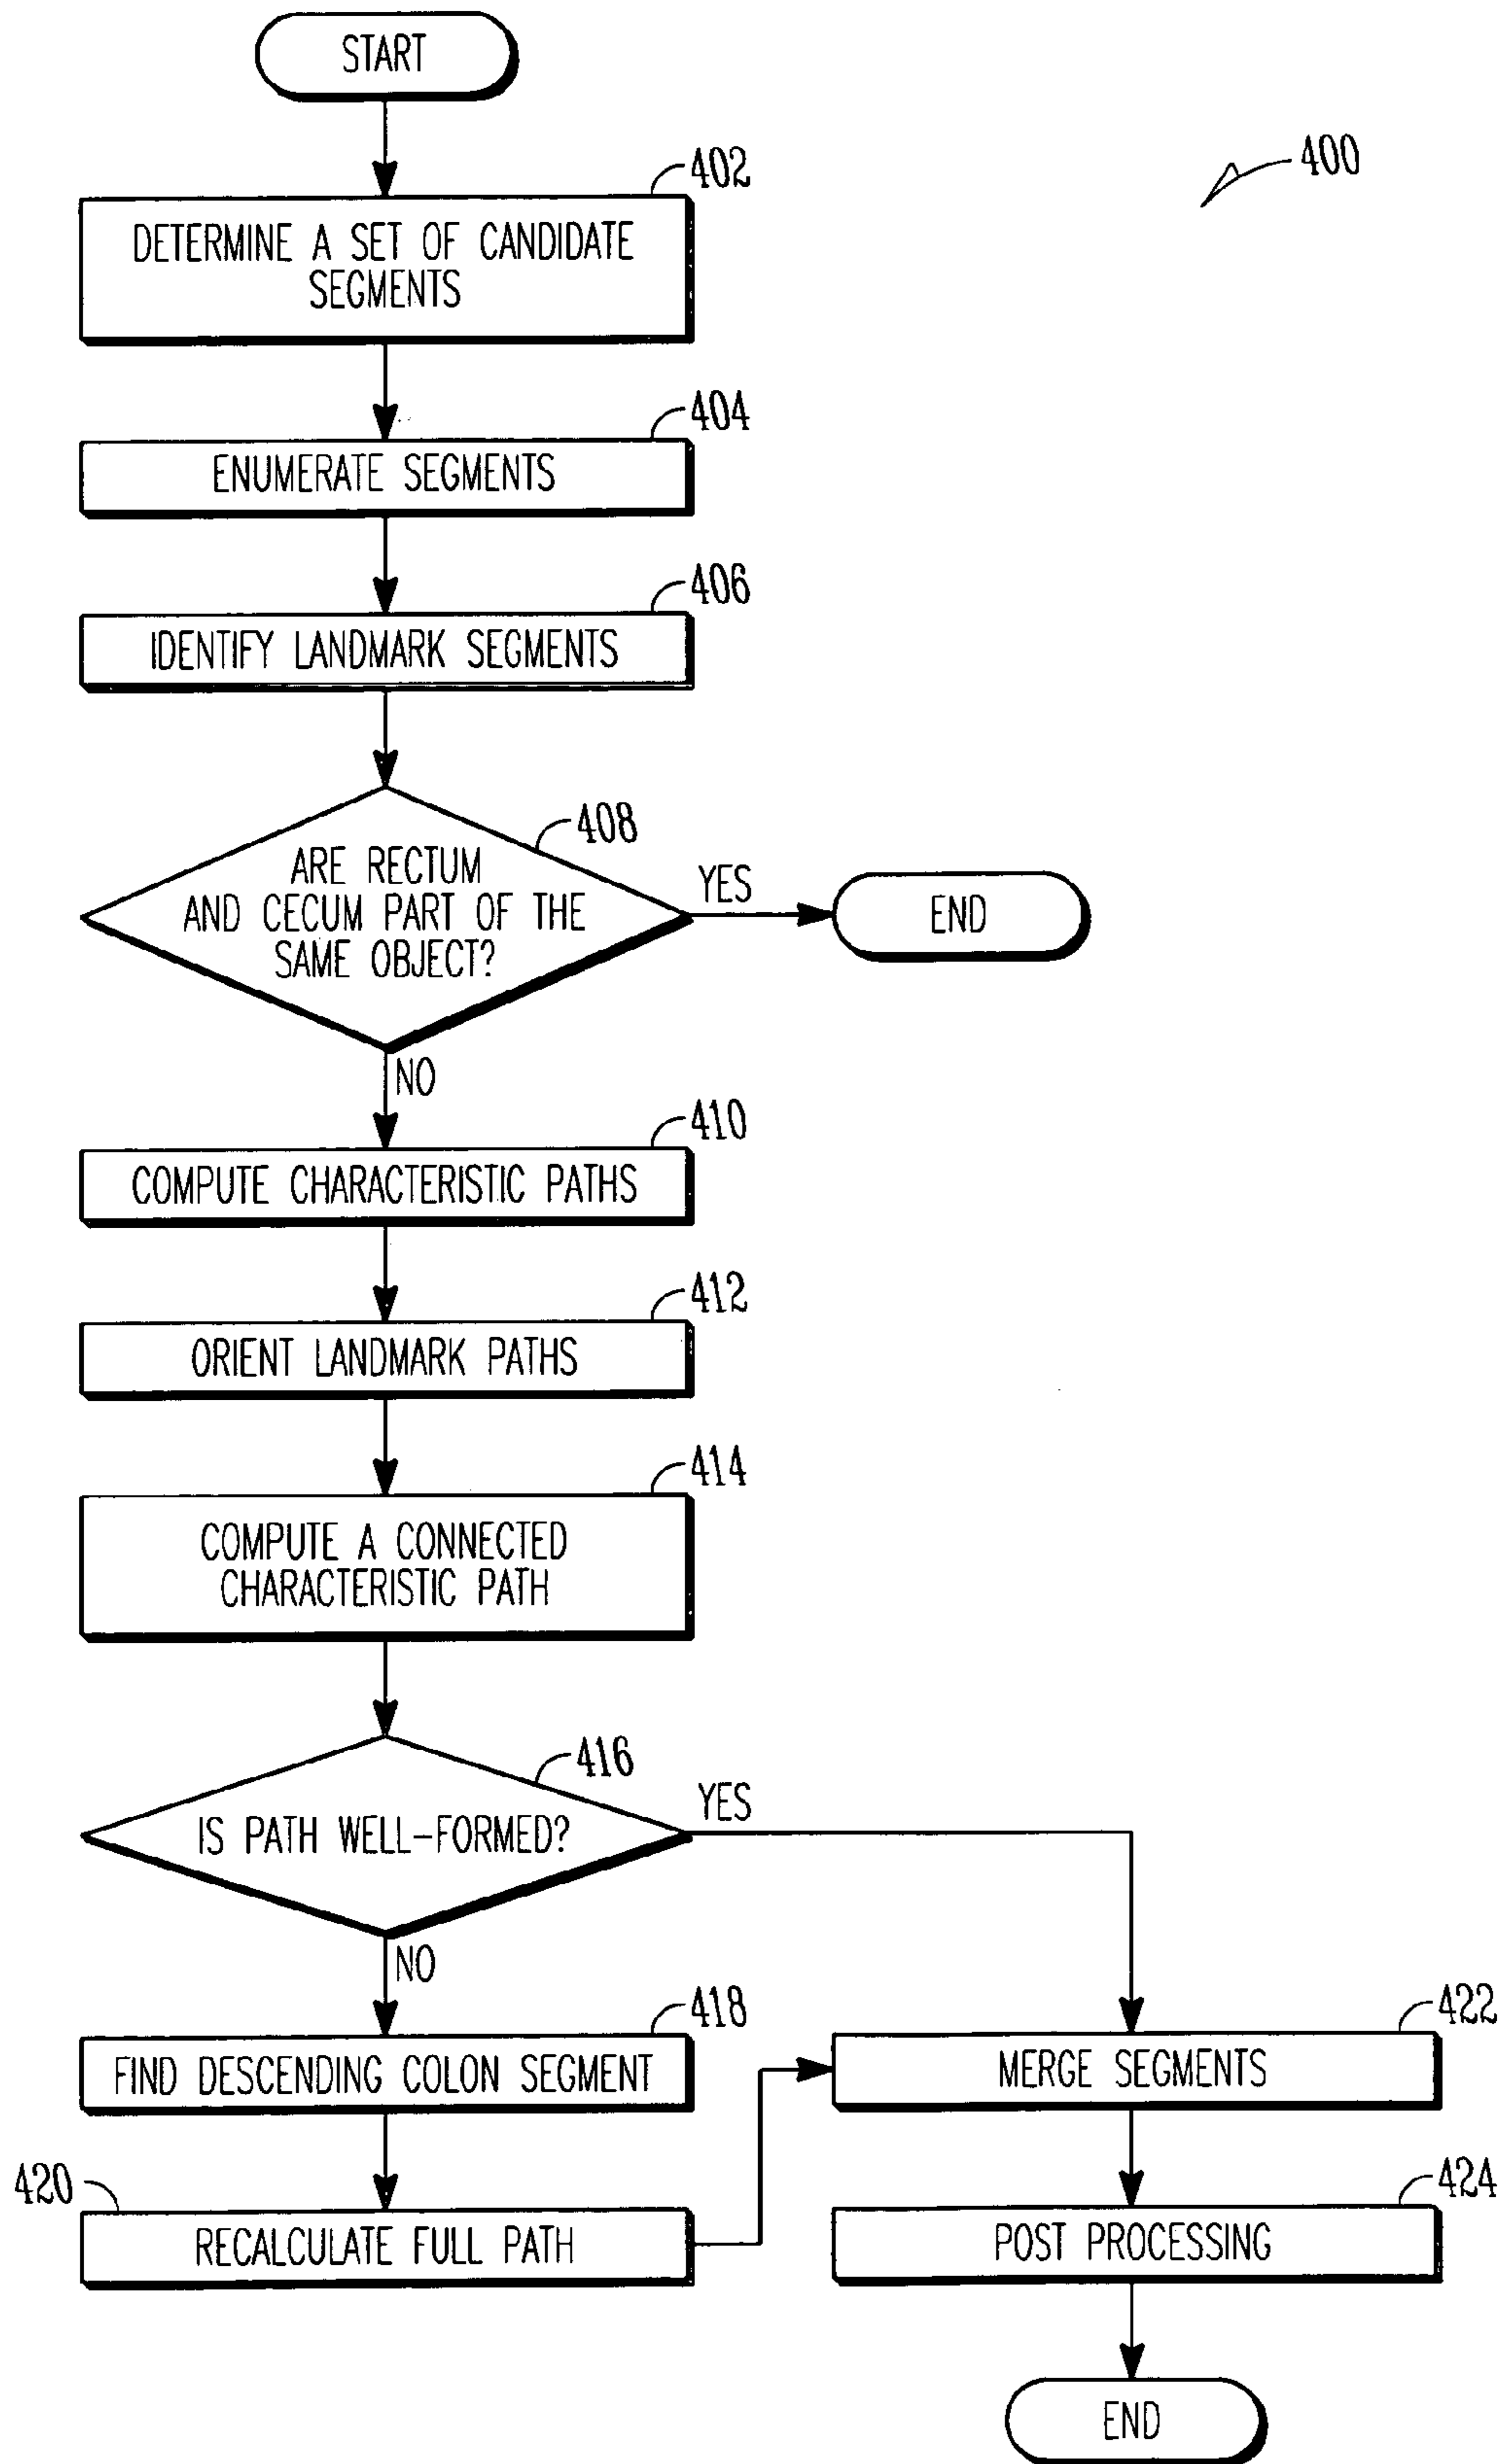 START
400
402
DETERMINE A SET OF CANDIDATE
SEGMENTS
404
ENUMERATE SEGMENTS
406
IDENTIFY LANDMARK SEGMENTS
408
ARE RECTUM
AND CECUM PART OF THE
SAME OBJECT?
YES
END
NO
410
COMPUTE CHARACTERISTIC PATHS
412
ORIENT LANDMARK PATHS
414
COMPUTE A CONNECTED
CHARACTERISTIC PATH
416
IS PATH WELL-FORMED?
YES
NO
418
FIND DESCENDING COLON SEGMENT
422
MERGE SEGMENTS
420
RECALCULATE FULL PATH
424
POST PROCESSING
END